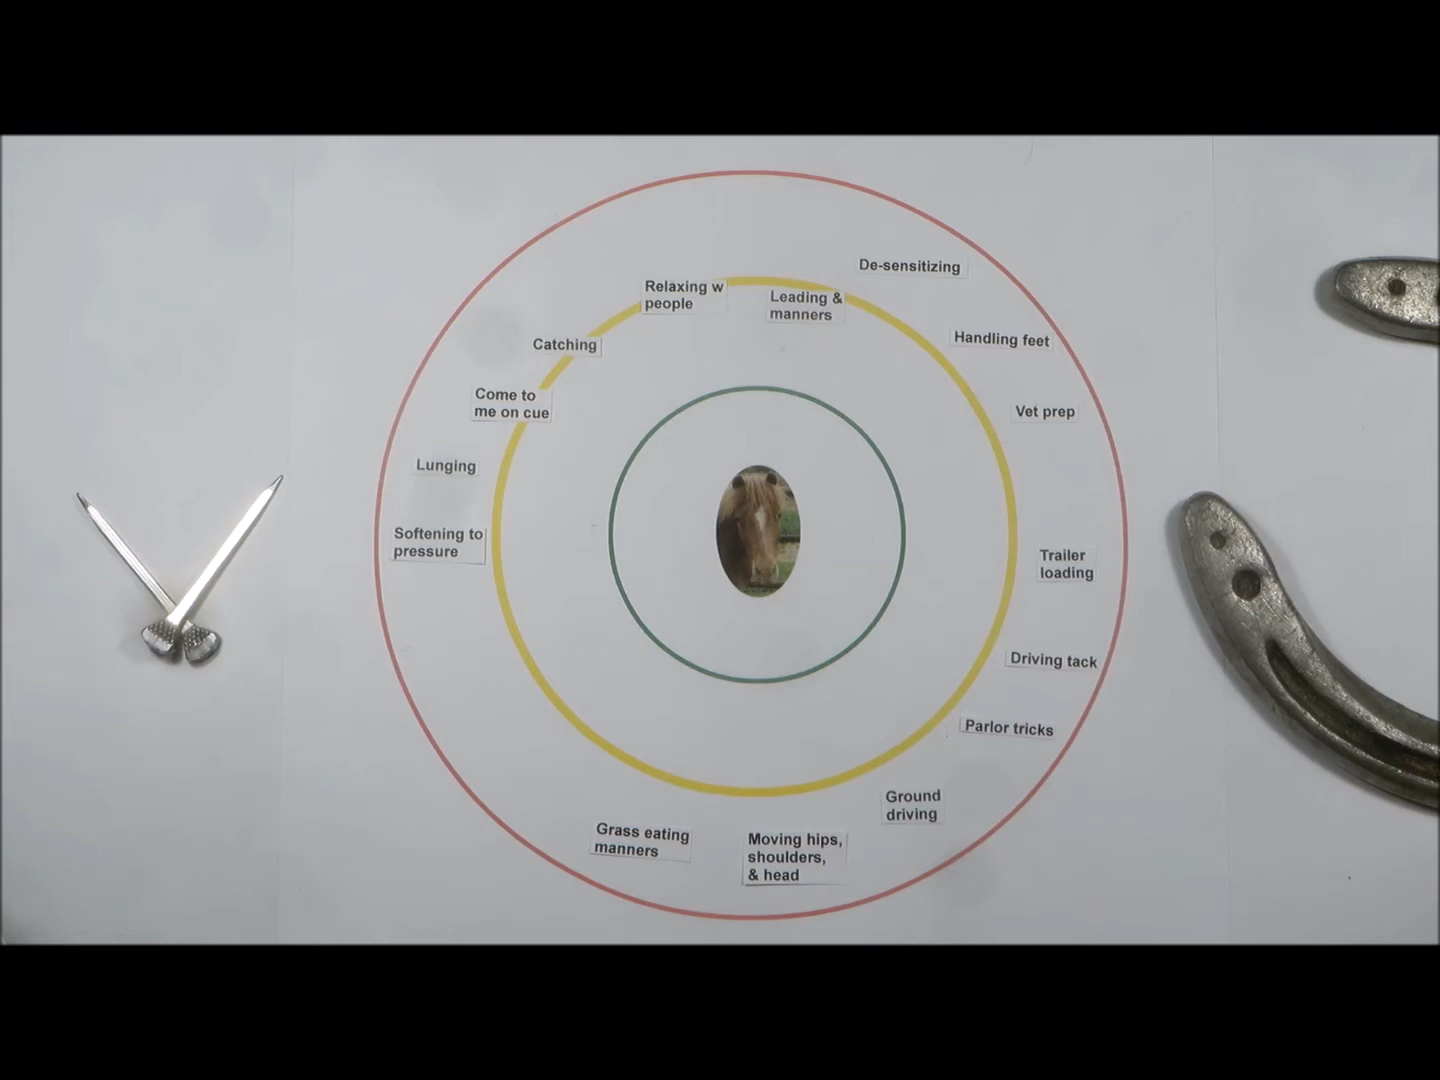 De-sensitizing
Relaxing w
people
Leading &
manners
Catching
Handling feet
Come to
me on cue
Vet prep
Lunging
Softening to
pressure
Trailer
loading
Driving tack
Parlor tricks
Ground
driving
Grass eating
manners
Moving hips,
shoulders,
& head